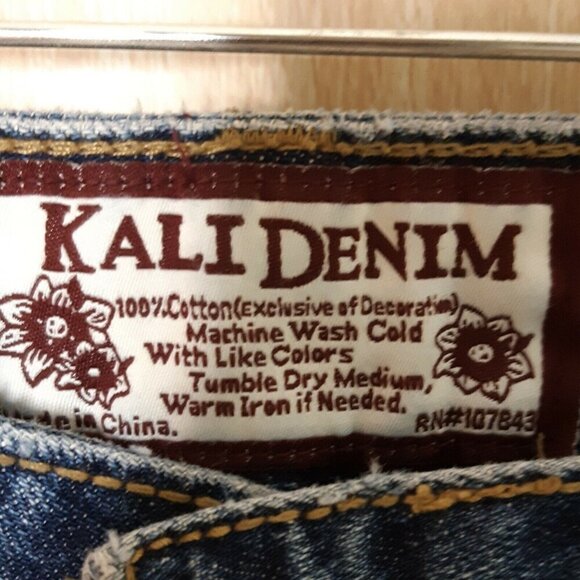 KALI DENIM
100% Cotton (Exclusive of Decoration)
Machine Wash Cold
With Like Colors
Tumble Dry Medium,
Warm Iron if Needed.
Made in China.
RN#107843